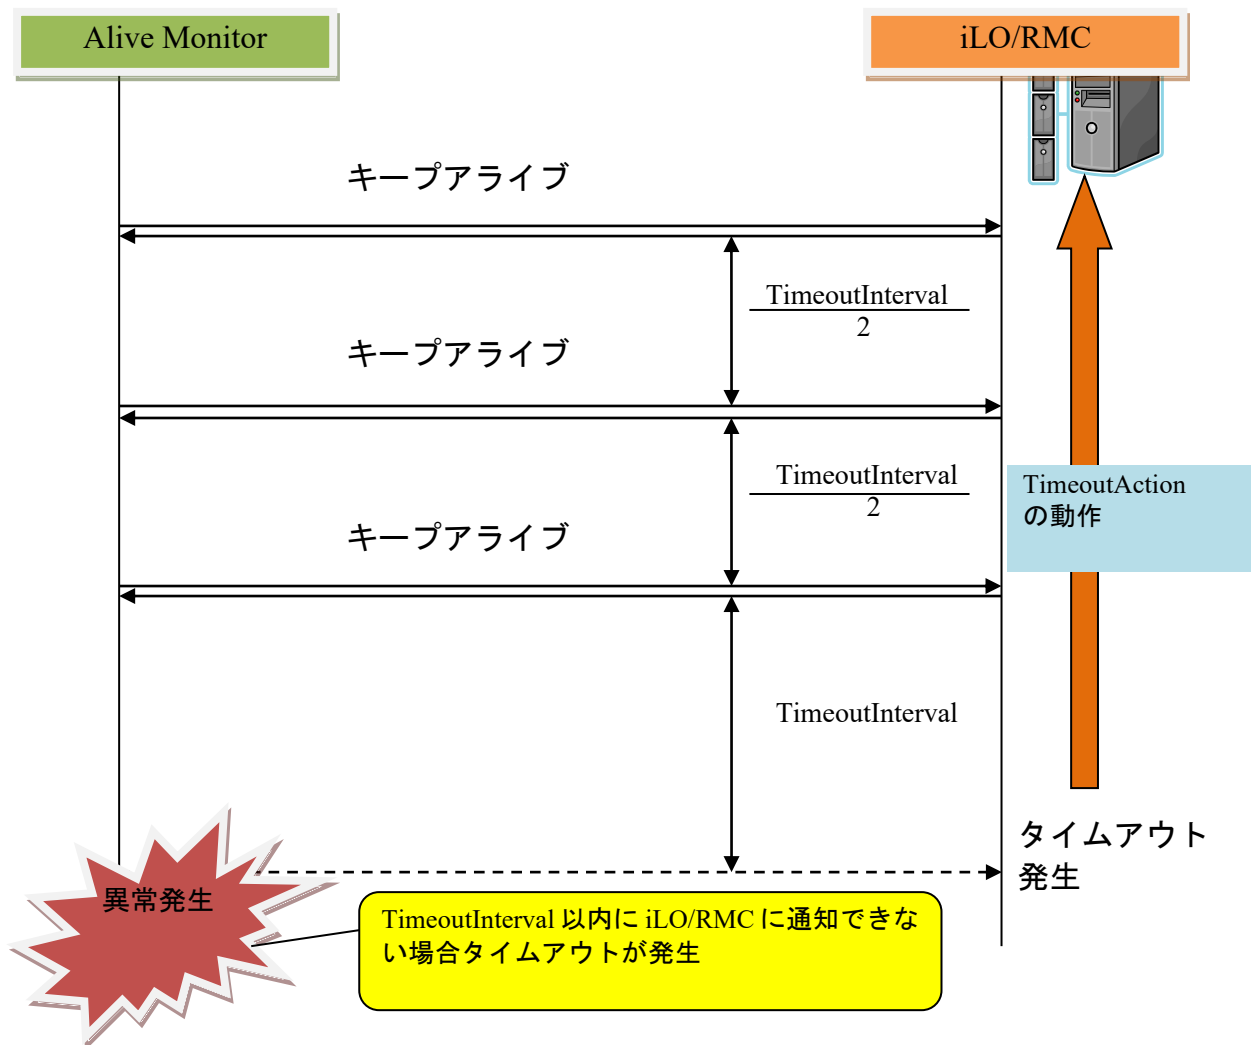 Alive Monitor
iLO/RMC
キープアライブ
TimeoutInterval
2
キープアライブ
TimeoutInterval
2
TimeoutAction
の動作
キープアライブ
TimeoutInterval
タイムアウト
発生
異常発生
TimeoutInterval 以内に iLO/RMC に通知できな
い場合タイムアウトが発生